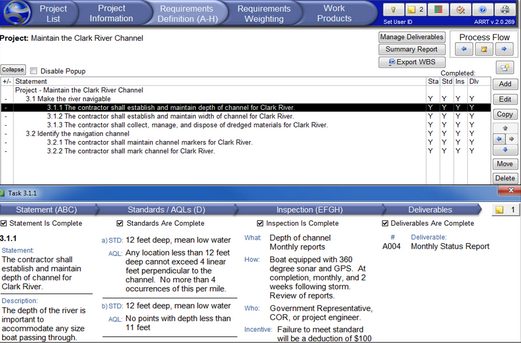 Project List
Project Information
Requirements Definition (A-H)
Requirements Weighting
Work Products
? 2
Set User ID ARRT v.2.0.269
Project: Maintain the Clark River Channel
Manage Deliverables
Process Flow
Summary Report
Export WBS
Collapse Disable Popup
Completed:
+/- Statement Sta Std Ins Dlv
Project - Maintain the Clark River Channel
- 3.1 Make the river navigable Y Y Y Y
- 3.1.1 The contractor shall establish and maintain depth of channel for Clark River. Y Y Y Y
- 3.1.2 The contractor shall establish and maintain width of channel for Clark River. Y Y Y Y
- 3.1.3 The contractor shall collect, manage, and dispose of dredged materials for Clark River. Y Y Y Y
- 3.2 Identify the navigation channel Y Y Y Y
- 3.2.1 The contractor shall maintain channel markers for Clark River. Y Y Y Y
- 3.2.2 The contractor shall mark channel for Clark River. Y Y Y Y
Add
Edit
Copy
Move
Delete
Task 3.1.1
Statement (ABC)
Standards / AQLs (D)
Inspection (EFGH)
Deliverables
1
Statement Is Complete
Standards Are Complete
Inspection Is Complete
Deliverables Are Complete
3.1.1
Statement:
The contractor shall
establish and maintain
depth of channel for
Clark River.
Description:
The depth of the river is
important to
accommodate any size
boat passing through.
a) STD: 12 feet deep, mean low water
AQL: Any location less than 12 feet
deep cannot exceed 4 linear
feet perpendicular to the
channel. No more than 4
occurrences of this per mile.
b) STD: 12 feet deep, mean low water
AQL: No points with depth less than
11 feet
What: Depth of channel
Monthly reports
How: Boat equipped with 360
degree sonar and GPS. At
completion, monthly, and 2
weeks following storm.
Review of reports.
Who: Government Representative,
COR, or project engineer.
Incentive: Failure to meet standard
will be a deduction of $100
# Deliverable:
A004 Monthly Status Report